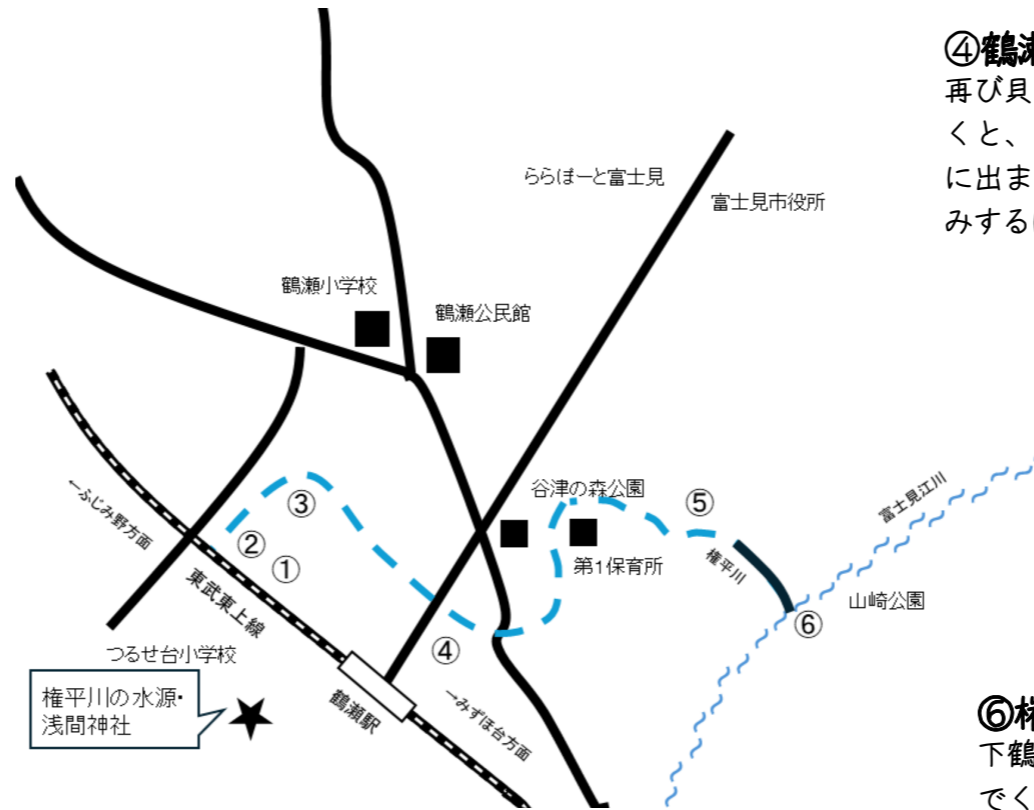 ④鶴瀬
再び貝
くと、
に出ま
みする
ららぽーと富士見
富士見市役所
鶴瀬小学校
鶴瀬公民館
谷津の森公園
第1保育所
←ふじみ野方面
東武東上線
つるせ台小学校
権平川の水源・
浅間神社
鶴瀬駅
→みずほ台方面
①
②
③
④
⑤
⑥
権平川
富士見江川
山崎公園
⑥
下鶴
でく